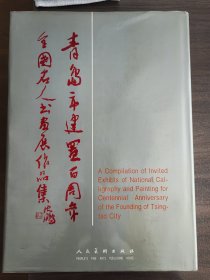 青岛市建置百周年
全国名人书画展作品集
A Compilation of Invited
Exhibits of National Cal-
ligraphy and Painting for
Centennial Anniversary
of the Founding of Tsing-
tao City
人民美术出版社
PEOPLE'S FINE ARTS PUBLISHING HOUSE